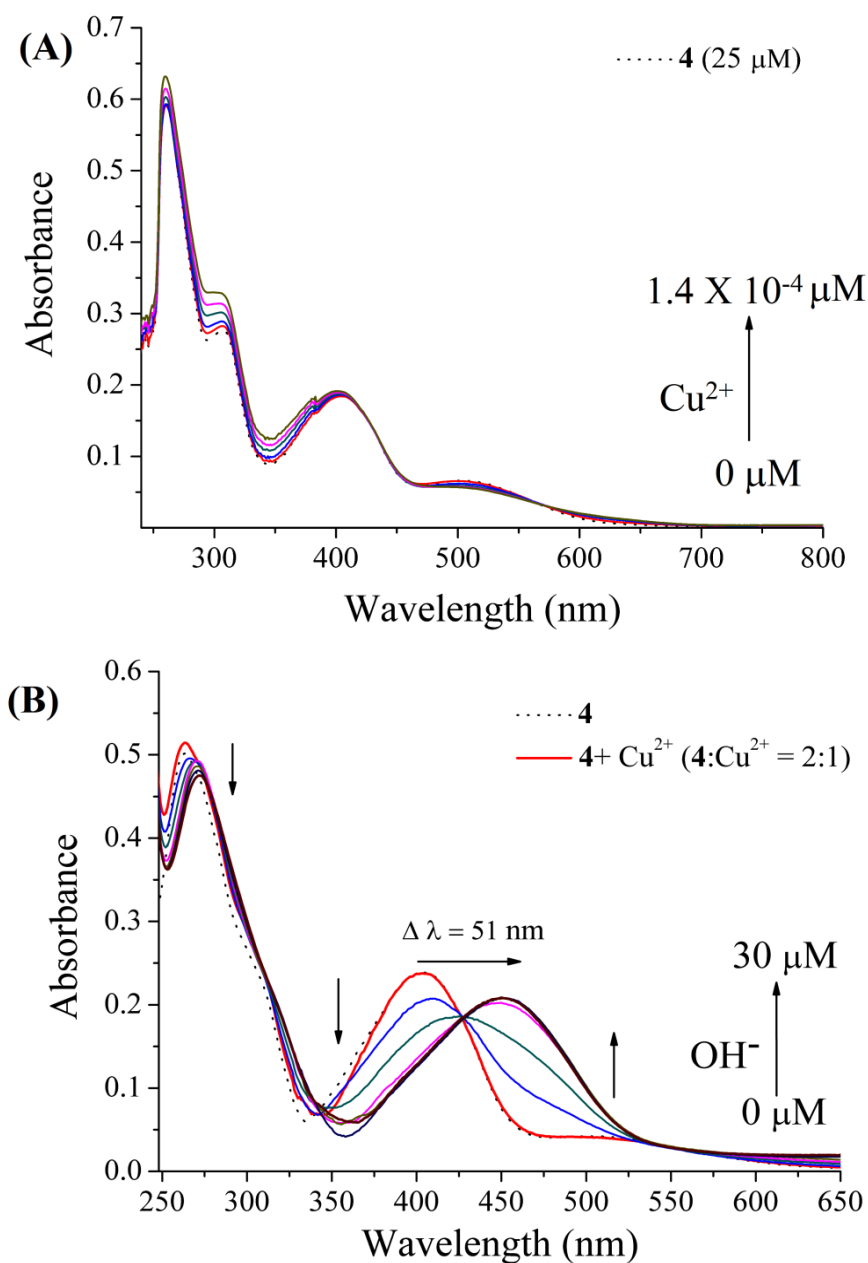 (A)
0.7
0.6
0.5
0.4
0.3
0.2
0.1
Absorbance
4 (25 μM)
1.4 X 10-4 μM
Cu2+
0 μM
300 400 500 600 700 800
Wavelength (nm)
(B)
0.6
0.5
0.4
0.3
0.2
0.1
0.0
Absorbance
4
4+ Cu2+ (4:Cu2+ = 2:1)
Δ λ = 51 nm
30 μM
OH-
0 μM
250 300 350 400 450 500 550 600 650
Wavelength (nm)